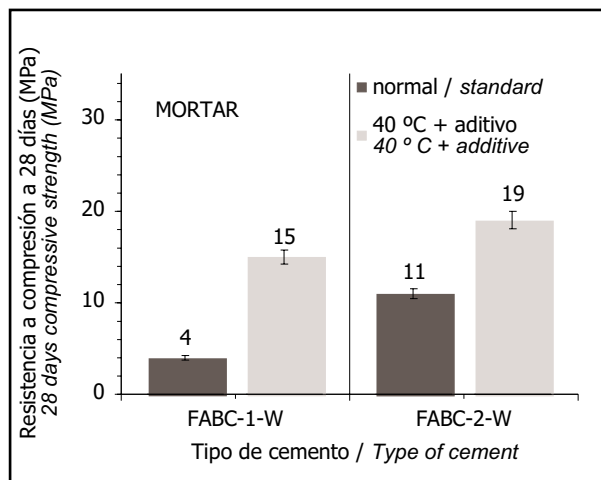 Resistencia a compresión a 28 días (MPa)
28 days compressive strength (MPa)
30
20
10
0
MORTAR
normal / standard
40 ºC + aditivo
40 º C + additive
4
15
11
19
FABC-1-W
FABC-2-W
Tipo de cemento / Type of cement